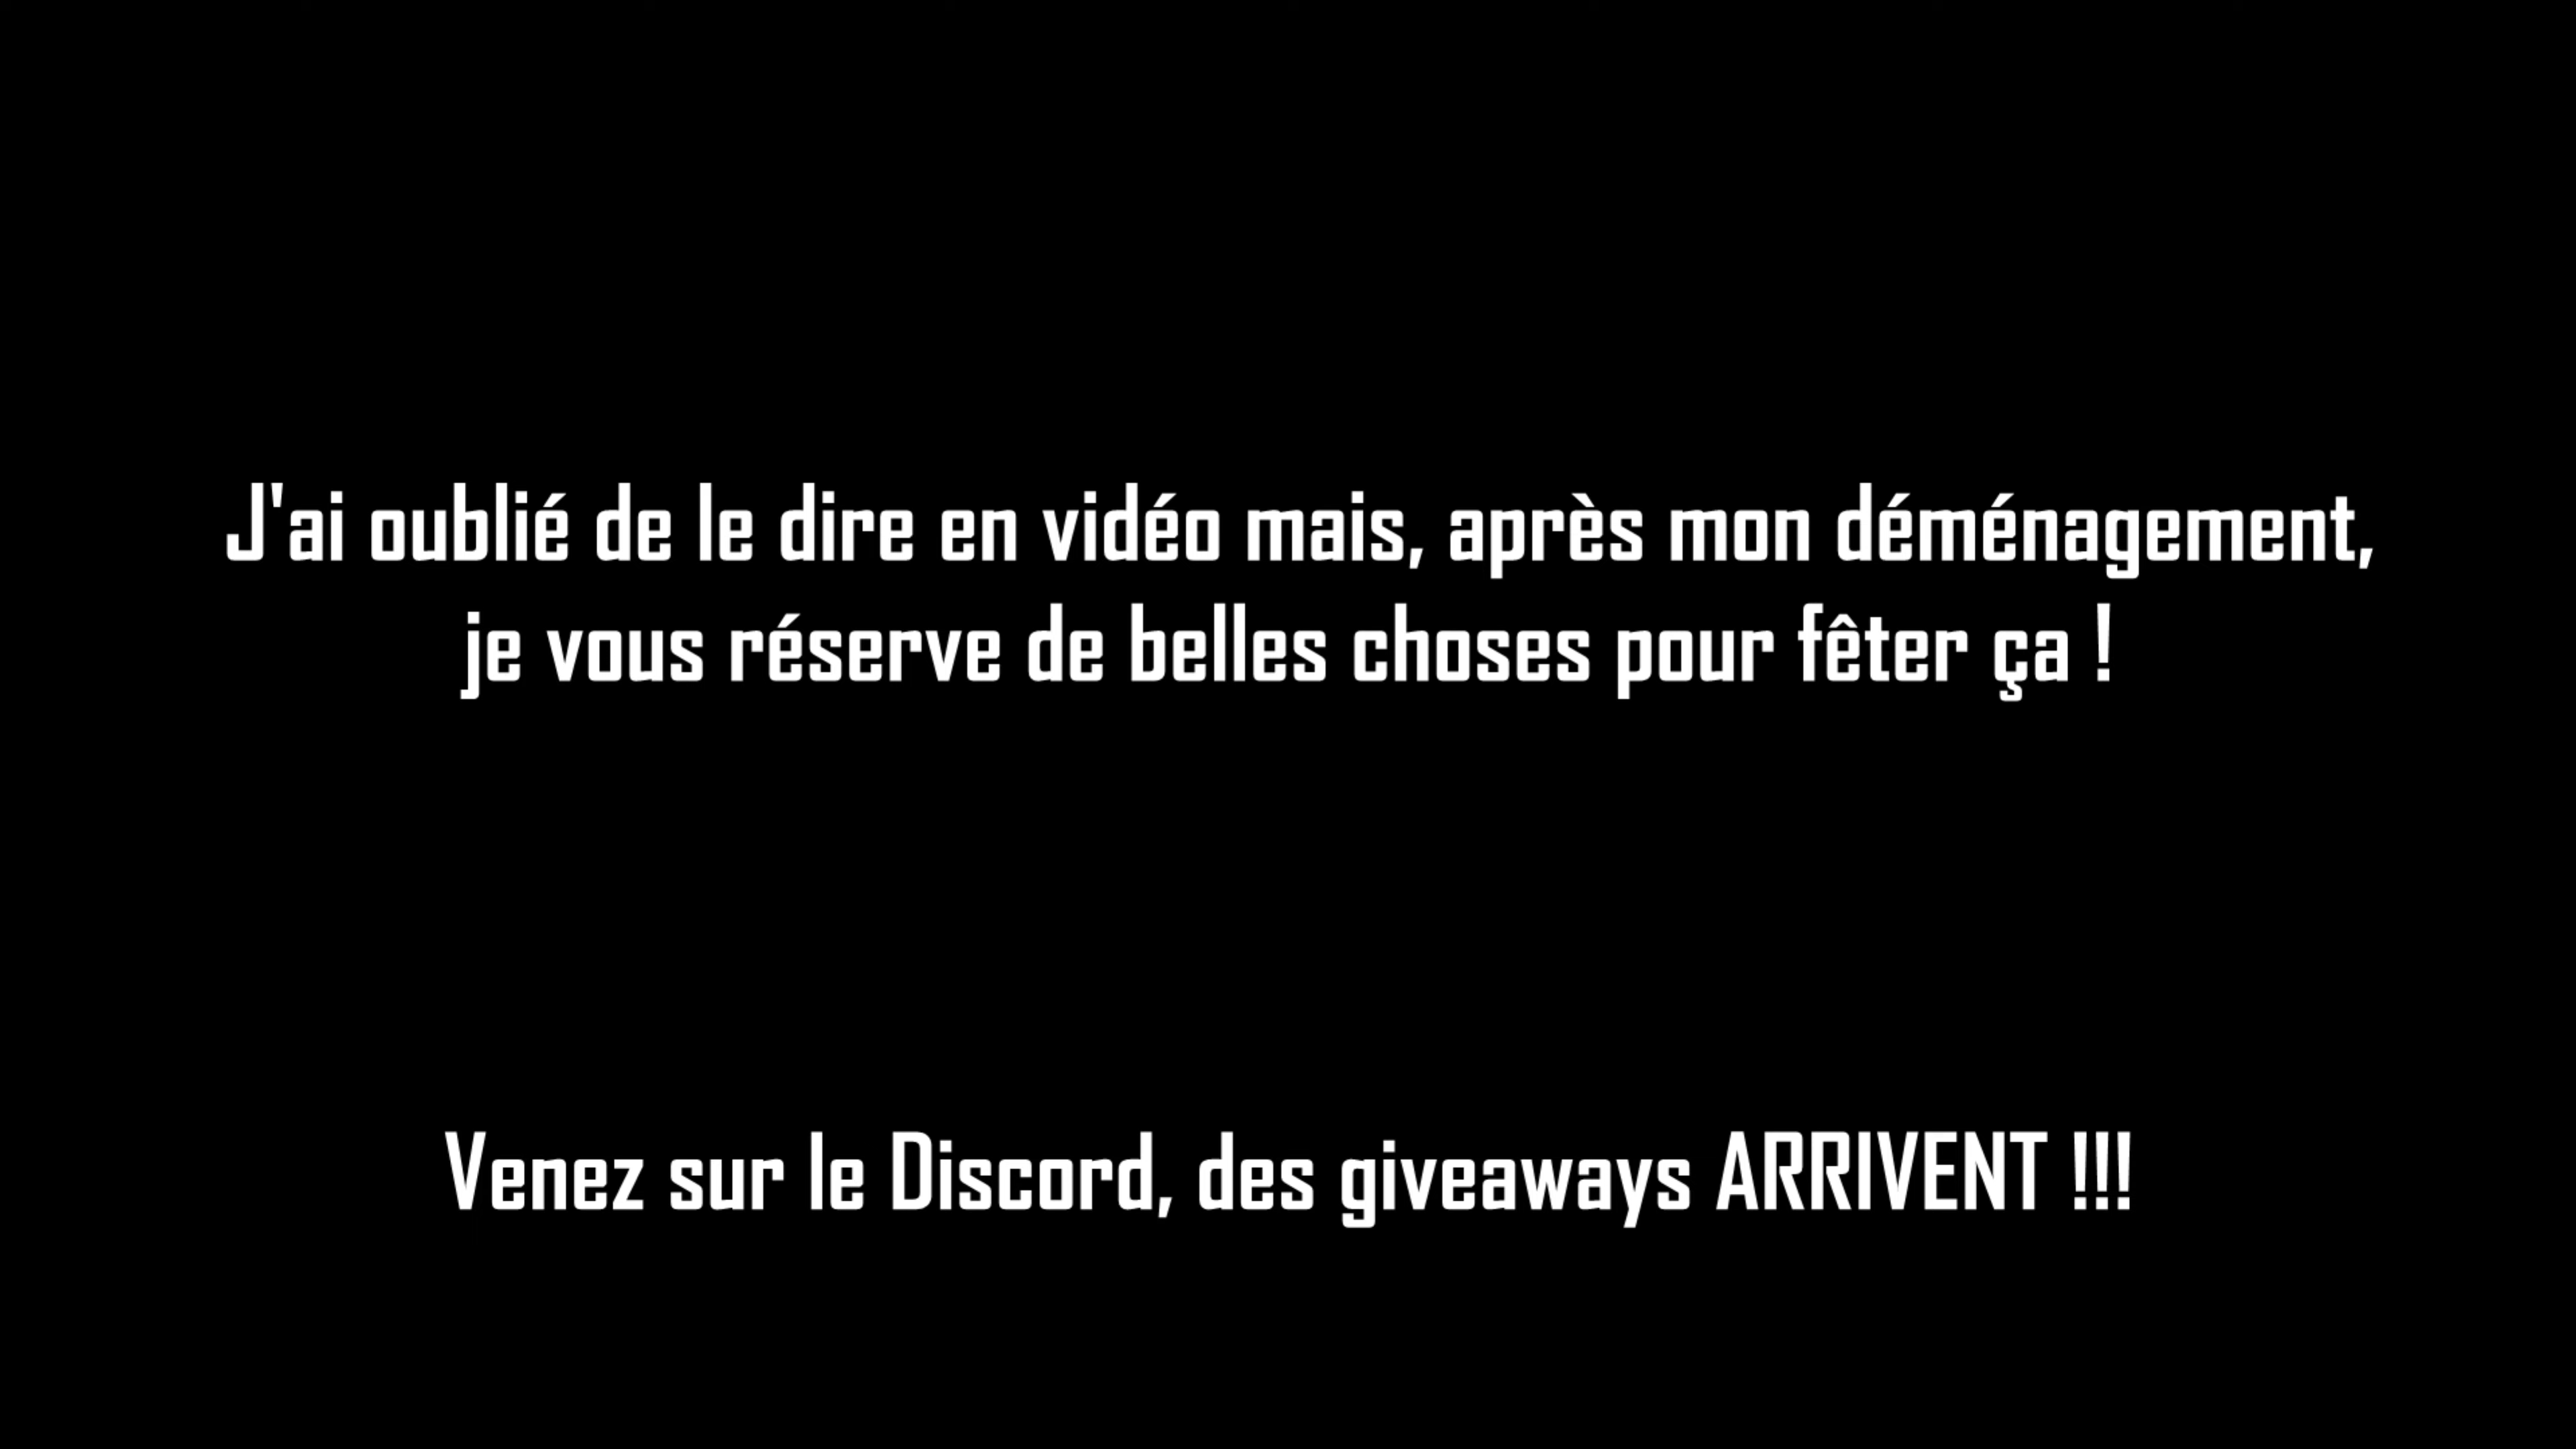 J'ai oublié de le dire en vidéo mais, après mon déménagement,
je vous réserve de belles choses pour fêter ça !
Venez sur le Discord, des giveaways ARRIVENT !!!